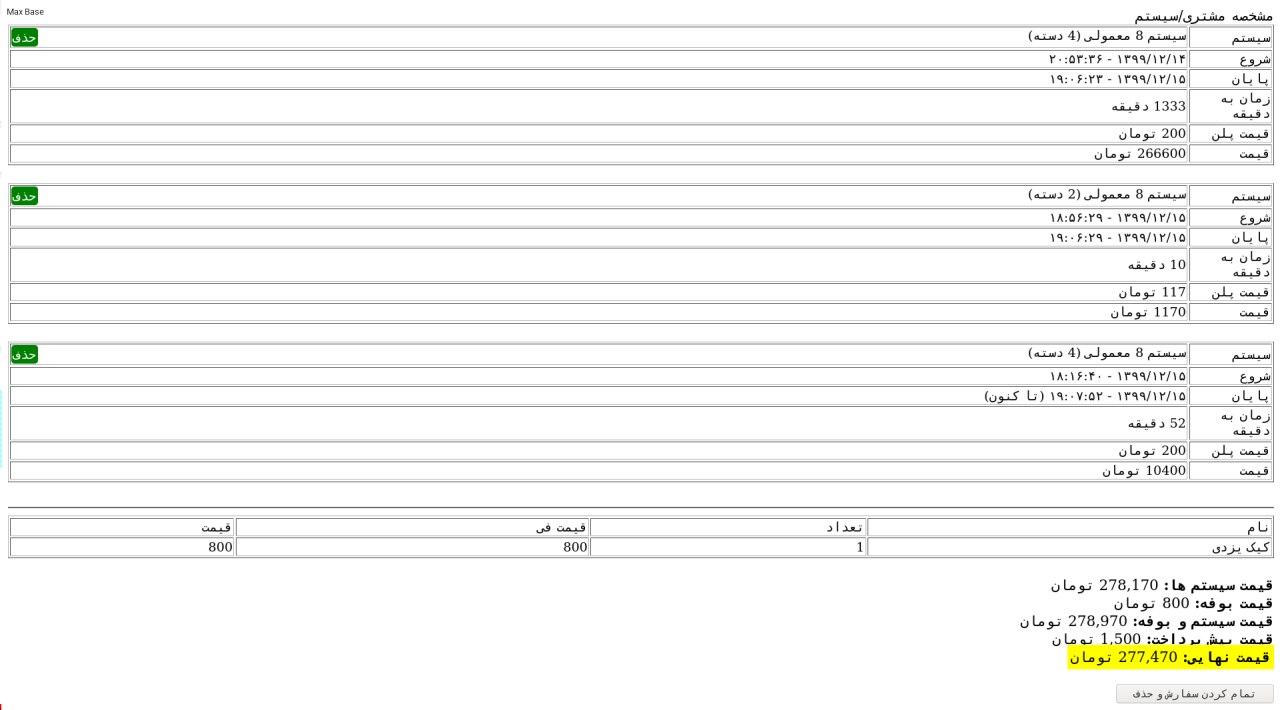 Max Base
مشخصه مشتری/سیستم
سیستم سیستم 8 معمولی (4 دسته) حذف
شروع ۱۳۹۹/۱۲/۱۴ - ۲۰:۵۳:۳۶
پایان ۱۳۹۹/۱۲/۱۵ - ۱۹:۰۶:۲۳
زمان به دقیقه 1333 دقیقه
قیمت پلن 200 تومان
قیمت 266600 تومان
سیستم سیستم 8 معمولی (2 دسته) حذف
شروع ۱۳۹۹/۱۲/۱۵ - ۱۸:۵۶:۲۹
پایان ۱۳۹۹/۱۲/۱۵ - ۱۹:۰۶:۲۹
زمان به دقیقه 10 دقیقه
قیمت پلن 117 تومان
قیمت 1170 تومان
سیستم سیستم 8 معمولی (4 دسته) حذف
شروع ۱۳۹۹/۱۲/۱۵ - ۱۸:۱۶:۴۰
پایان ۱۳۹۹/۱۲/۱۵ - ۱۹:۰۷:۵۲ (تا کنون)
زمان به دقیقه 52 دقیقه
قیمت پلن 200 تومان
قیمت 10400 تومان
نام تعداد قیمت فی قیمت
کیک یزدی 1 800 800
قیمت سیستم ها: 278,170 تومان
قیمت بوفه: 800 تومان
قیمت سیستم و بوفه: 278,970 تومان
قیمت پیش پرداخت: 1,500 تومان
قیمت نهایی: 277,470 تومان
تمام کردن سفارش و حذف